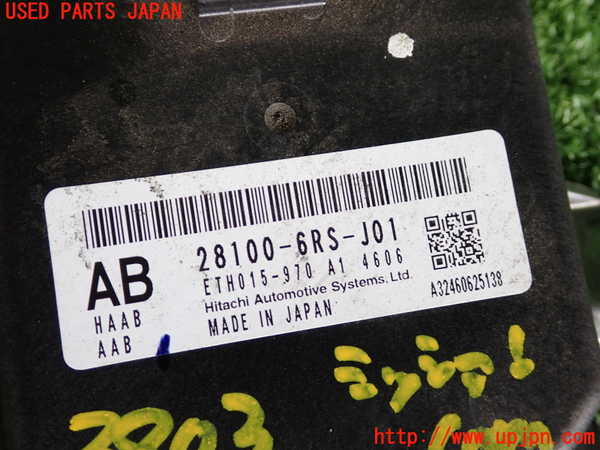 USED PARTS JAPAN
AB
28100-6RS-J01
ETH015-970 A1 4606
Hitachi Automotive Systems, Ltd.
HAAB
AAB
MADE IN JAPAN
A32460625138
2803
http://www.upjpn.com